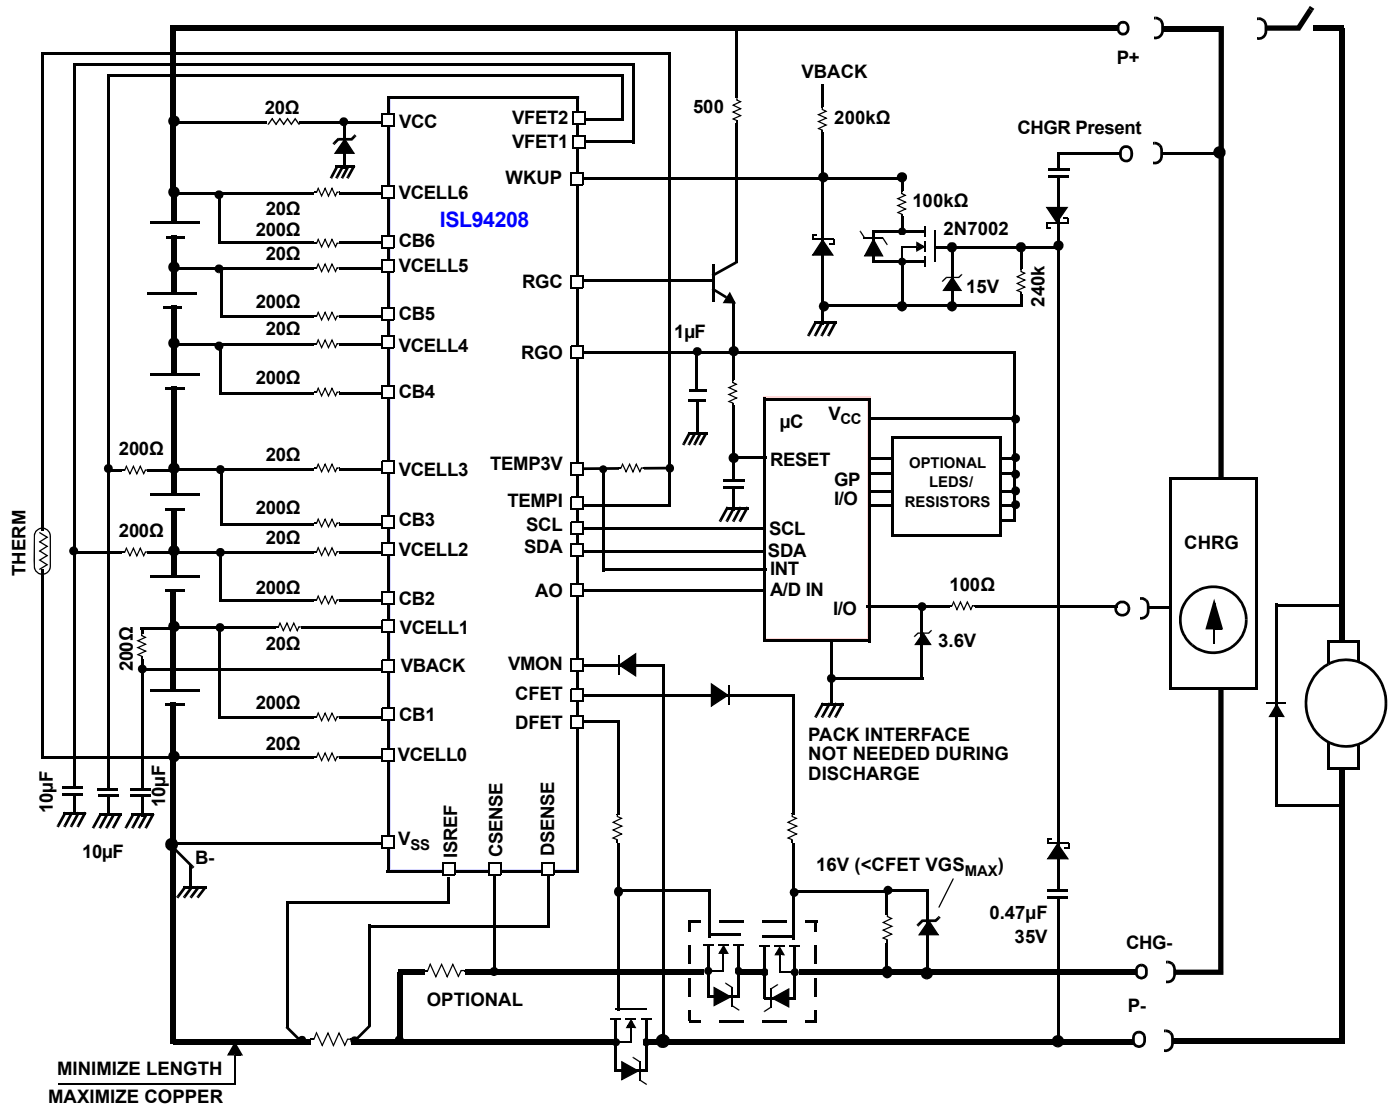 P+
VBACK
500
200kΩ
CHGR Present
20Ω
VCC
VFET2
VFET1
WKUP
ISL94208
VCELL6
20Ω
200Ω
CB6
20Ω
VCELL5
100kΩ
2N7002
15V
240k
RGC
200Ω
CB5
20Ω
VCELL4
1µF
RGO
200Ω
CB4
µC
VCC
RESET
GP
I/O
OPTIONAL
LEDS/
RESISTORS
200Ω
20Ω
VCELL3
TEMP3V
TEMPI
200Ω
CB3
SCL
SDA
SCL
SDA
INT
A/D IN
I/O
THERM
200Ω
20Ω
VCELL2
AO
200Ω
CB2
CHRG
100Ω
3.6V
200Ω
VCELL1
20Ω
VBACK
VMON
CFET
DFET
200Ω
CB1
20Ω
VCELL0
PACK INTERFACE
NOT NEEDED DURING
DISCHARGE
10µF
10µF
10µF
VSS
ISREF
CSENSE
DSENSE
B-
16V (<CFET VGSMAX)
0.47µF
35V
CHG-
OPTIONAL
P-
MINIMIZE LENGTH
MAXIMIZE COPPER